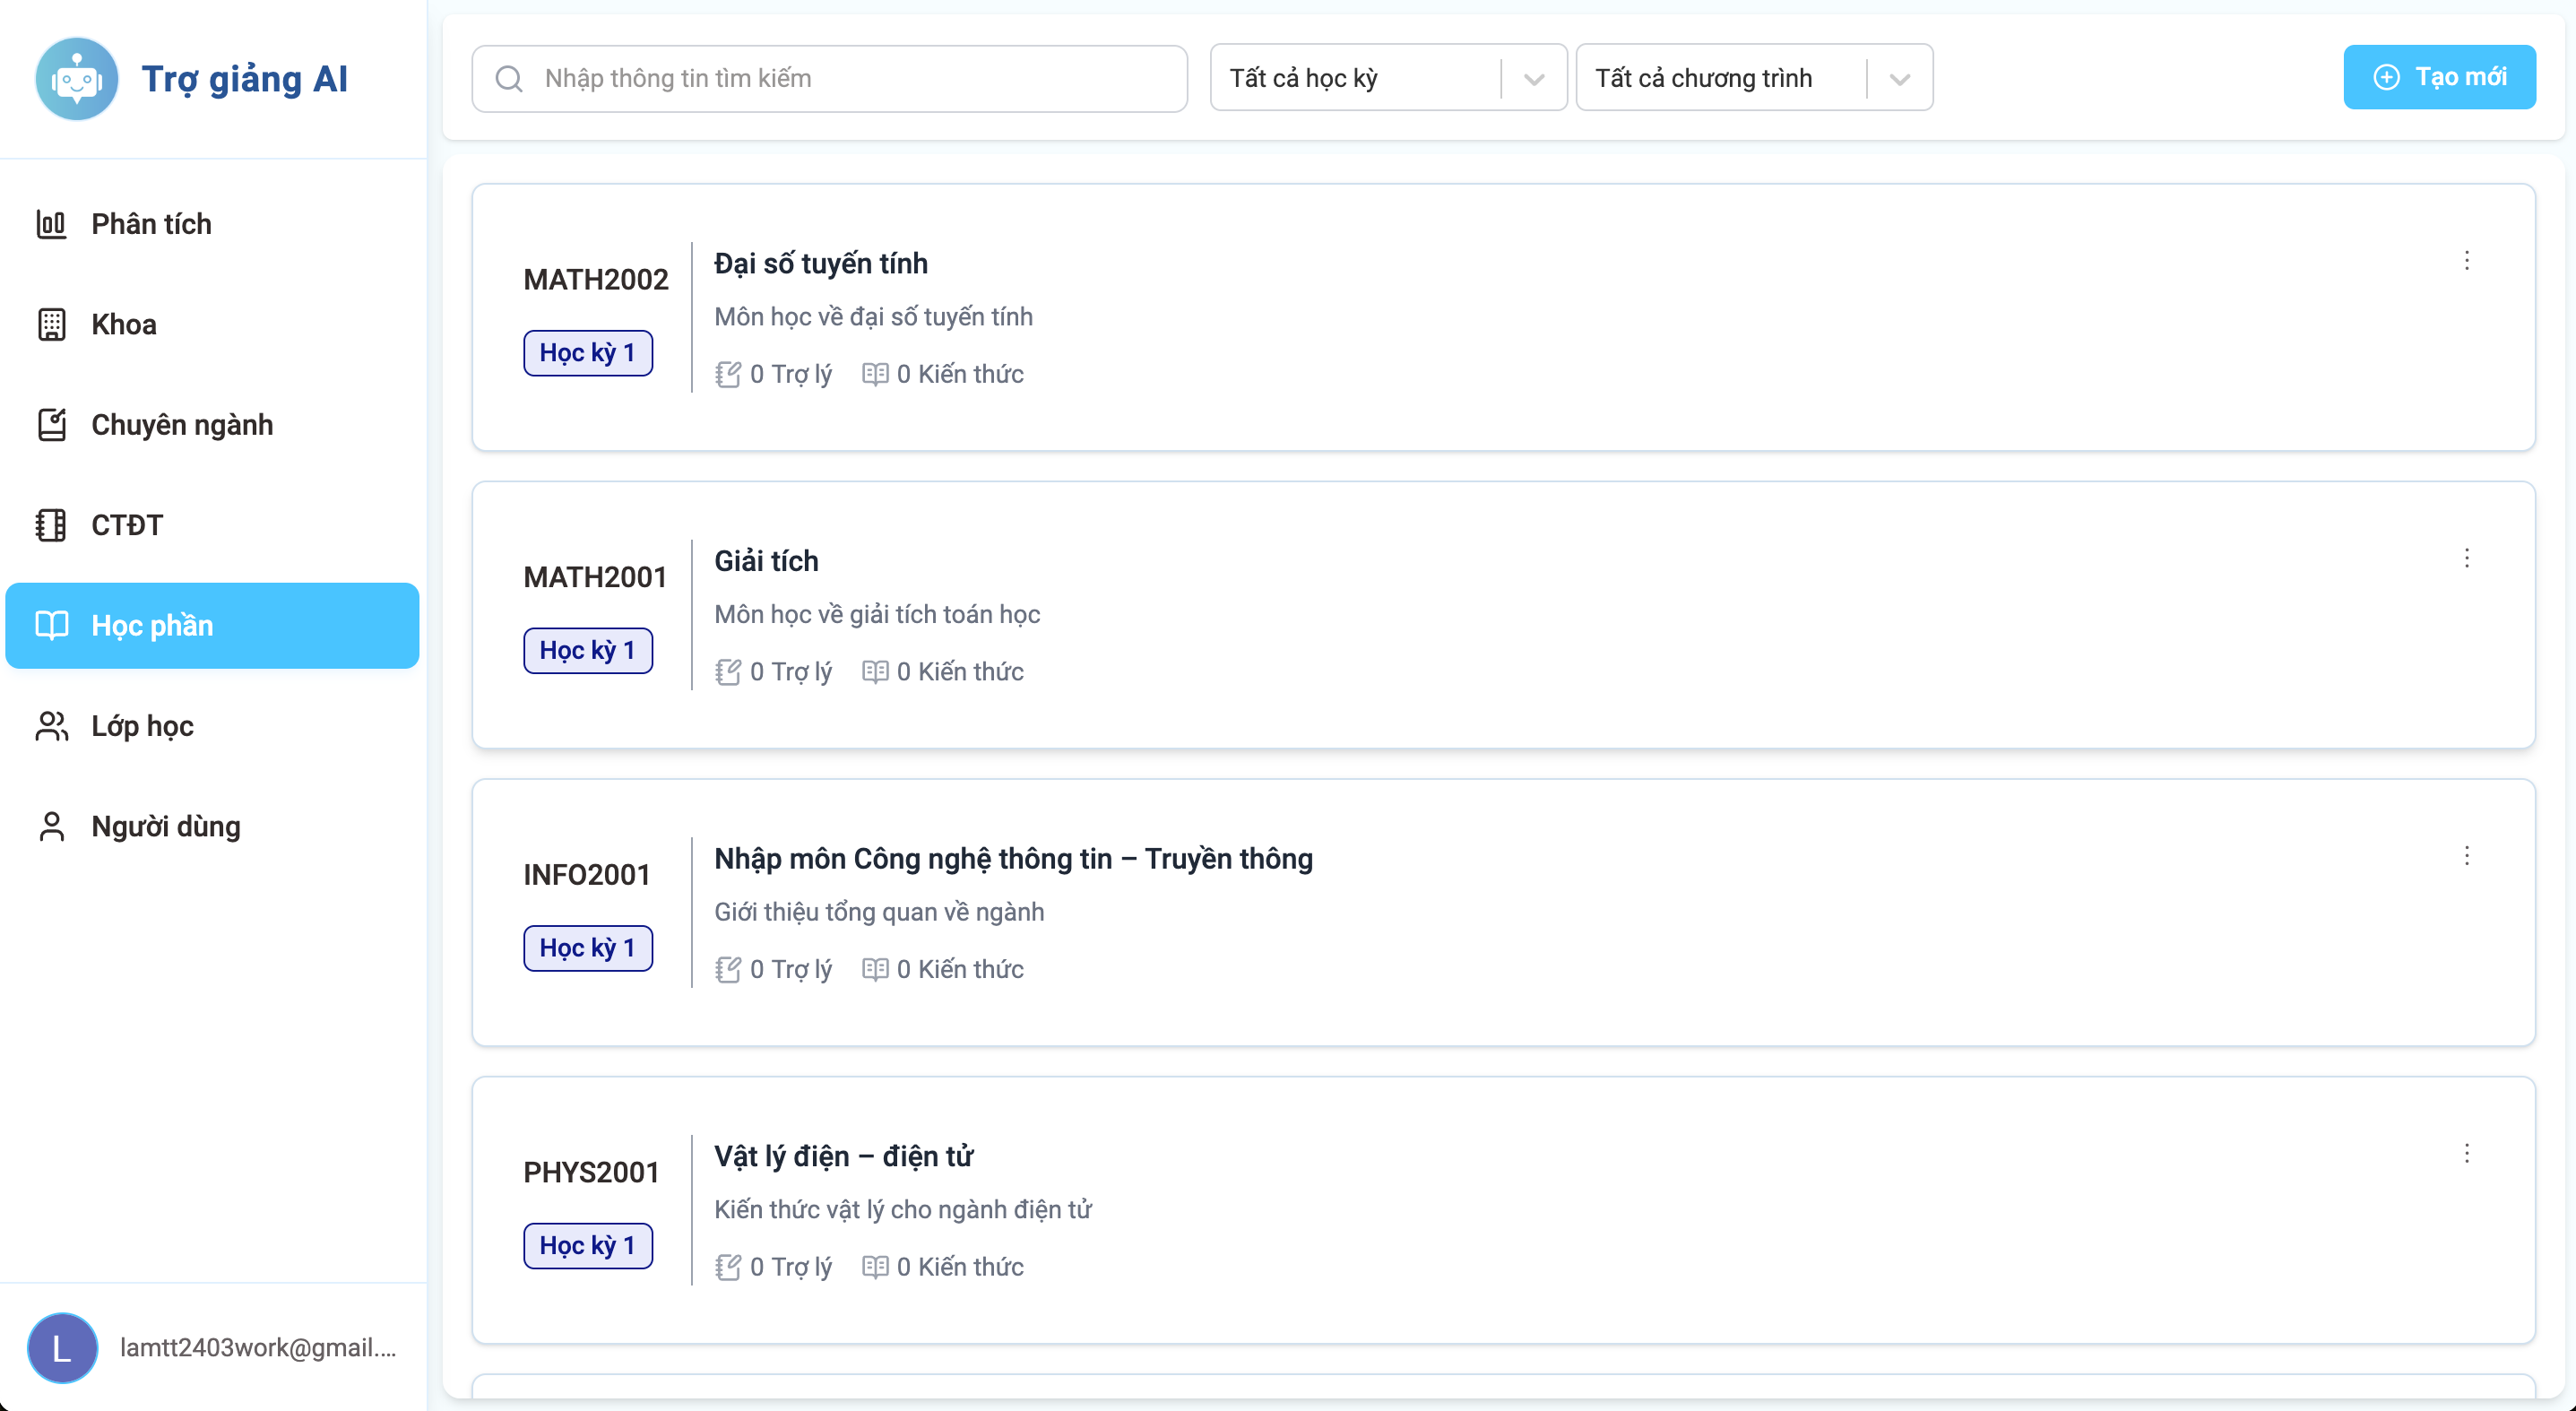 Trợ giảng AI
Phân tích
Khoa
Chuyên ngành
CTĐT
Học phần
Lớp học
Người dùng
L
lamtt2403work@gmail....
Nhập thông tin tìm kiếm
Tất cả học kỳ
Tất cả chương trình
Tạo mới
MATH2002
Học kỳ 1
Đại số tuyến tính
Môn học về đại số tuyến tính
0 Trợ lý 0 Kiến thức
MATH2001
Học kỳ 1
Giải tích
Môn học về giải tích toán học
0 Trợ lý 0 Kiến thức
INFO2001
Học kỳ 1
Nhập môn Công nghệ thông tin – Truyền thông
Giới thiệu tổng quan về ngành
0 Trợ lý 0 Kiến thức
PHYS2001
Học kỳ 1
Vật lý điện – điện tử
Kiến thức vật lý cho ngành điện tử
0 Trợ lý 0 Kiến thức